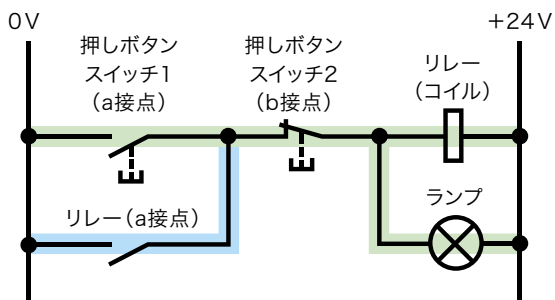 0V
+24V
押しボタン
スイッチ1
(a接点)
押しボタン
スイッチ2
(b接点)
リレー
(コイル)
ランプ
リレー(a接点)